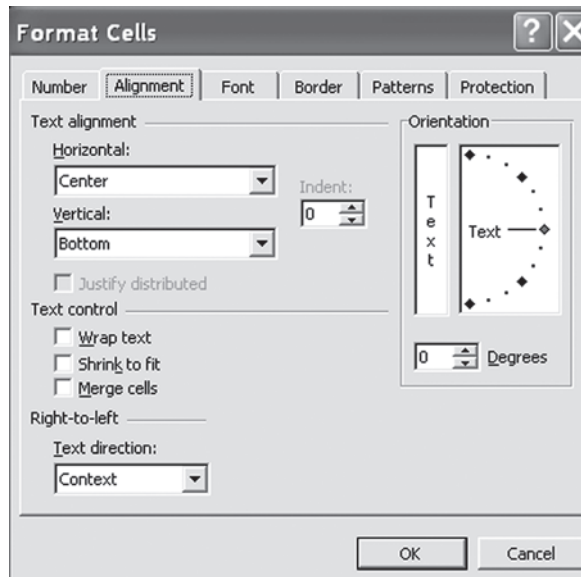 Format Cells
Number Alignment Font Border Patterns Protection
Text alignment
Horizontal:
Center
Indent:
0
Vertical:
Bottom
Justify distributed
Text control
Wrap text
Shrink to fit
Merge cells
Right-to-left
Text direction:
Context
Orientation
Text
Text
0 Degrees
OK Cancel